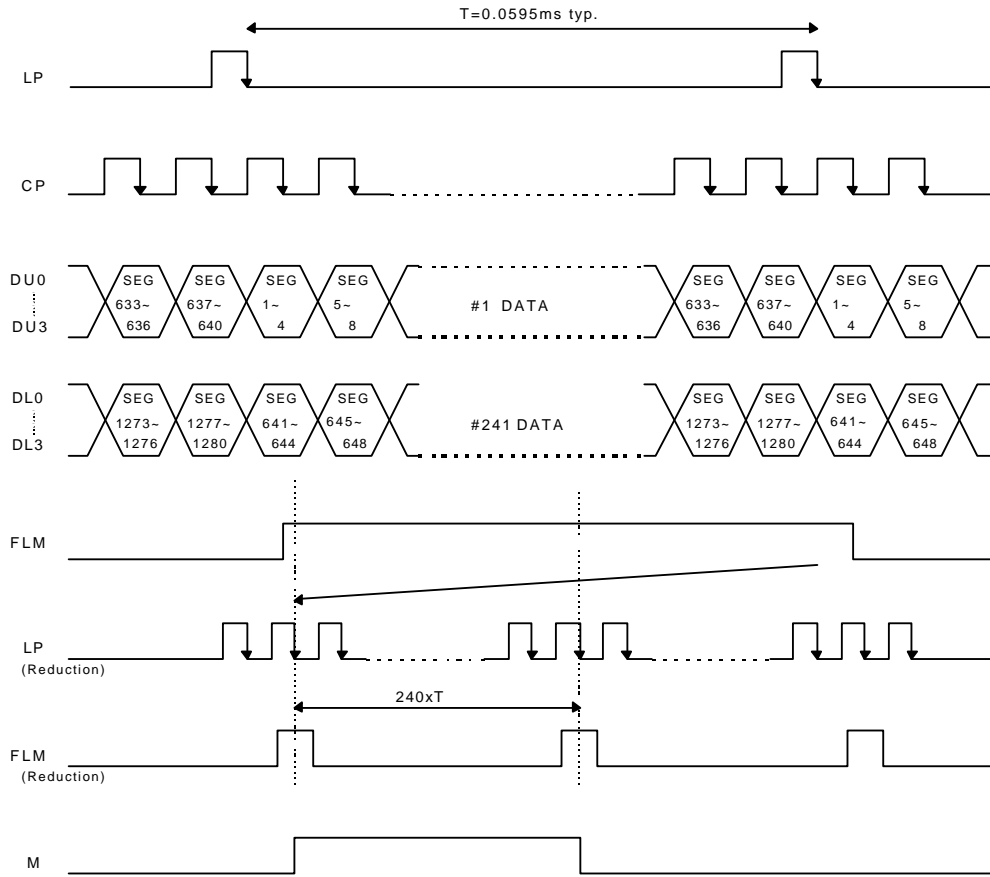 T=0.0595ms typ.
LP
CP
DU0
DU3
SEG
633~
636
SEG
637~
640
SEG
1~
4
SEG
5~
8
#1 DATA
SEG
633~
636
SEG
637~
640
SEG
1~
4
SEG
5~
8
DL0
DL3
SEG
1273~
1276
SEG
1277~
1280
SEG
641~
644
SEG
645~
648
#241 DATA
SEG
1273~
1276
SEG
1277~
1280
SEG
641~
644
SEG
645~
648
FLM
LP
(Reduction)
240xT
FLM
(Reduction)
M